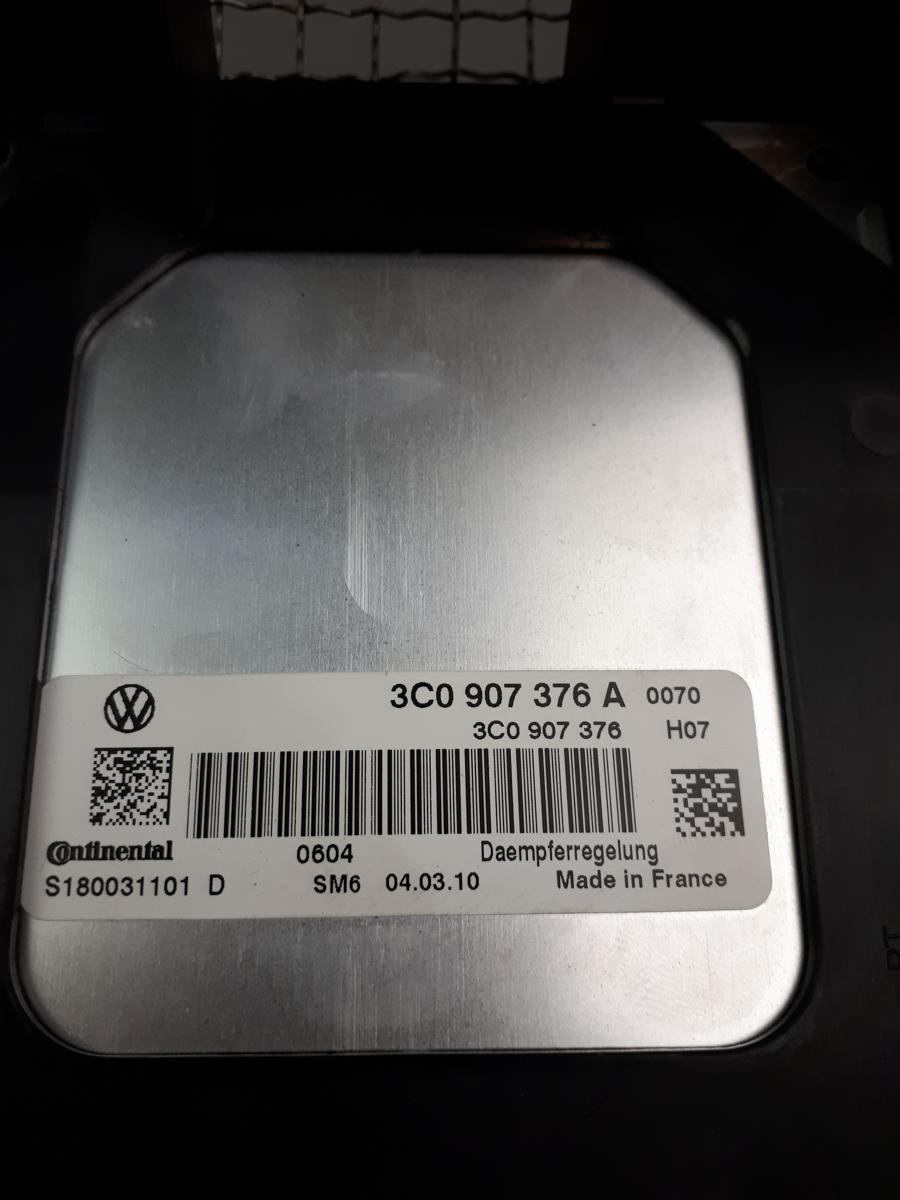 3C0 907 376 A 0070
3C0 907 376 H07
Continental 0604 Daempferregelung
S180031101 D SM6 04.03.10 Made in France